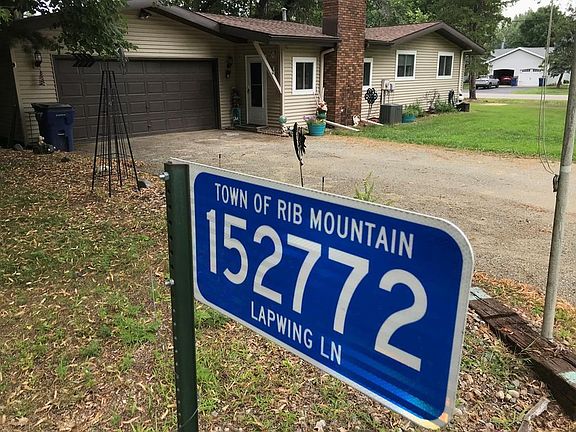 TOWN OF RIB MOUNTAIN
152772
LAPWING LN